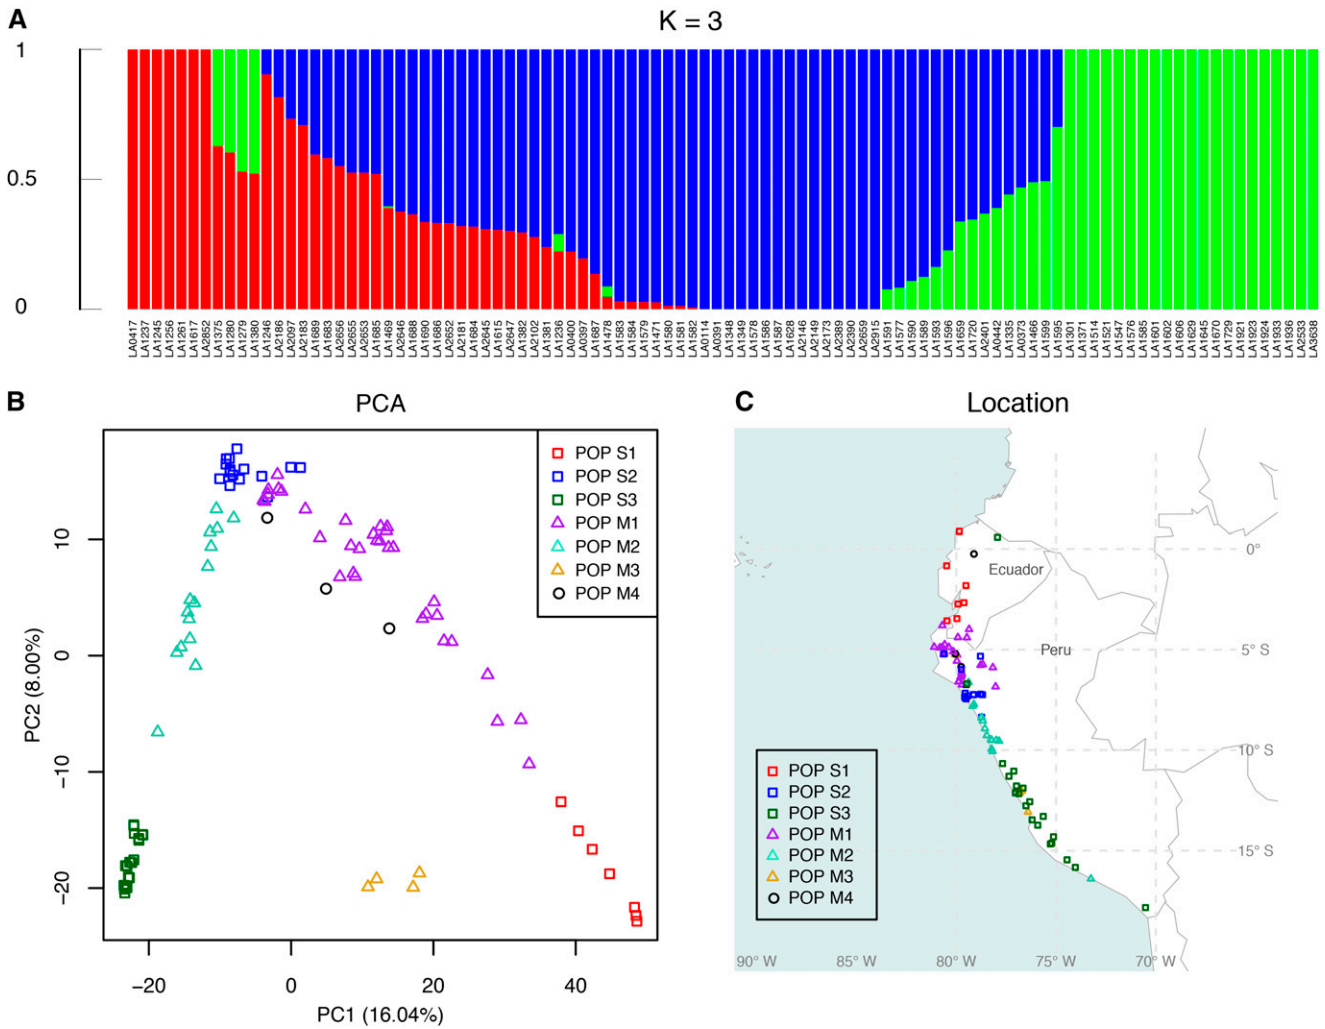 A
K = 3
1
0.5
0
LA0417
LA1237
LA1245
LA1256
LA1261
LA1617
LA2852
LA1375
LA1280
LA1279
LA1380
LA1246
LA2186
LA2097
LA2183
LA1689
LA1683
LA2656
LA2655
LA2653
LA1685
LA1469
LA2646
LA1688
LA1690
LA1686
LA2652
LA2181
LA1684
LA2645
LA1615
LA2647
LA1382
LA2102
LA1381
LA1236
LA0400
LA0397
LA1687
LA1478
LA1583
LA1584
LA1579
LA1471
LA1580
LA1581
LA1582
LA0114
LA0391
LA1348
LA1349
LA1578
LA1586
LA1587
LA1628
LA2146
LA2149
LA2173
LA2389
LA2390
LA2659
LA2915
LA1591
LA1577
LA1590
LA1589
LA1593
LA1596
LA1659
LA1720
LA2401
LA0442
LA1335
LA0373
LA1466
LA1599
LA1595
LA1301
LA1371
LA1514
LA1521
LA1547
LA1576
LA1585
LA1601
LA1602
LA1606
LA1629
LA1645
LA1670
LA1729
LA1921
LA1923
LA1924
LA1933
LA1936
LA2533
LA3638
B
PCA
POP S1
POP S2
POP S3
POP M1
POP M2
POP M3
POP M4
10
0
−10
−20
PC2 (8.00%)
−20
0
20
40
PC1 (16.04%)
C
Location
0°
Ecuador
Peru
5° S
10° S
15° S
POP S1
POP S2
POP S3
POP M1
POP M2
POP M3
POP M4
90° W
85° W
80° W
75° W
70° W